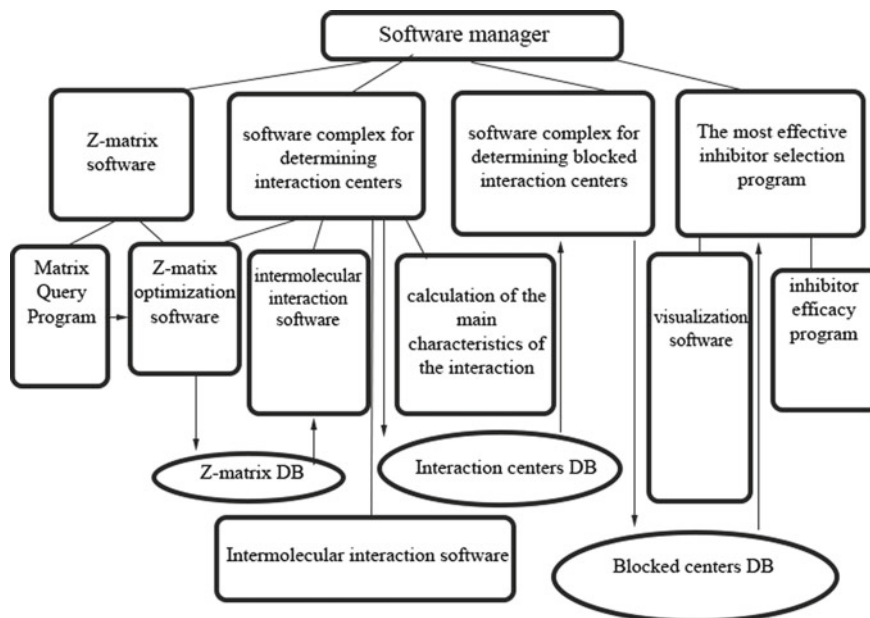 Software manager
Z-matrix
software
software complex for
determining
interaction centers
software complex for
determining blocked
interaction centers
The most effective
inhibitor selection
program
Matrix
Query
Program
Z-matix
optimization
software
intermolecular
interaction
software
calculation of the
main
characteristics
of the interaction
visualization
software
inhibitor
efficacy
program
Z-matrix DB
Interaction centers DB
Intermolecular interaction software
Blocked centers DB